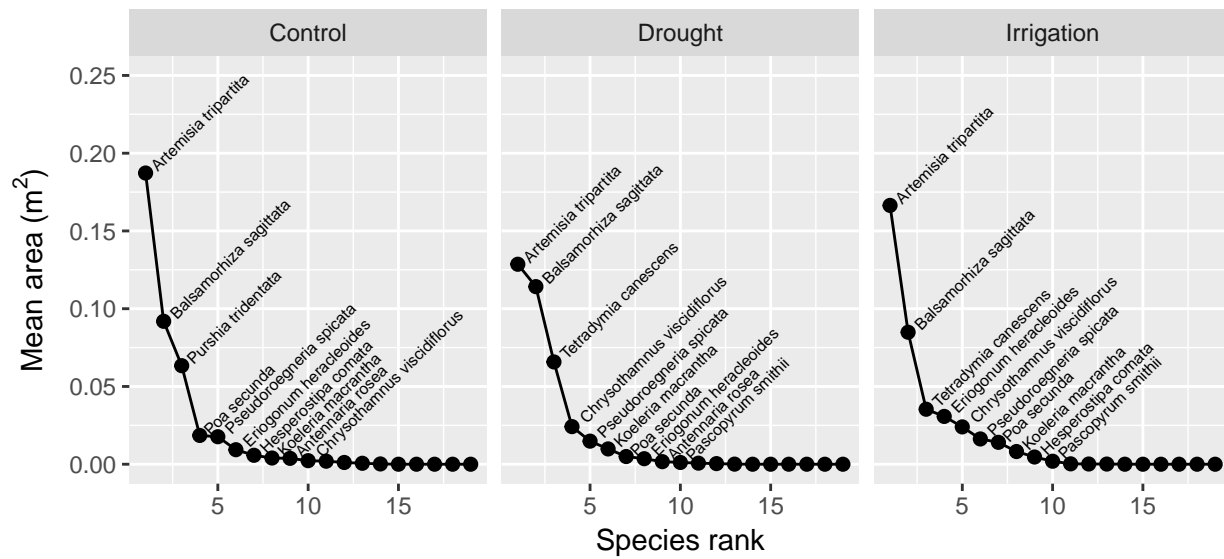 Control
Drought
Irrigation
Mean area (m²)
0.25
0.20
0.15
0.10
0.05
0.00
Artemisia tripartita
Balsamorhiza sagittata
Purshia tridentata
Poa secunda
Pseudoroegneria spicata
Eriogonum heracleoides
Hesperostipa comata
Koeleria macrantha
Antennaria rosea
Chrysothamnus viscidiflorus
Artemisia tripartita
Balsamorhiza sagittata
Tetradymia canescens
Chrysothamnus viscidiflorus
Pseudoroegneria spicata
Koeleria macrantha
Poa secunda
Eriogonum heracleoides
Antennaria rosea
Pascopyrum smithii
Artemisia tripartita
Balsamorhiza sagittata
Tetradymia canescens
Eriogonum heracleoides
Chrysothamnus viscidiflorus
Pseudoroegneria spicata
Poa secunda
Koeleria macrantha
Hesperostipa comata
Pascopyrum smithii
5 10 15
5 10 15
5 10 15
Species rank